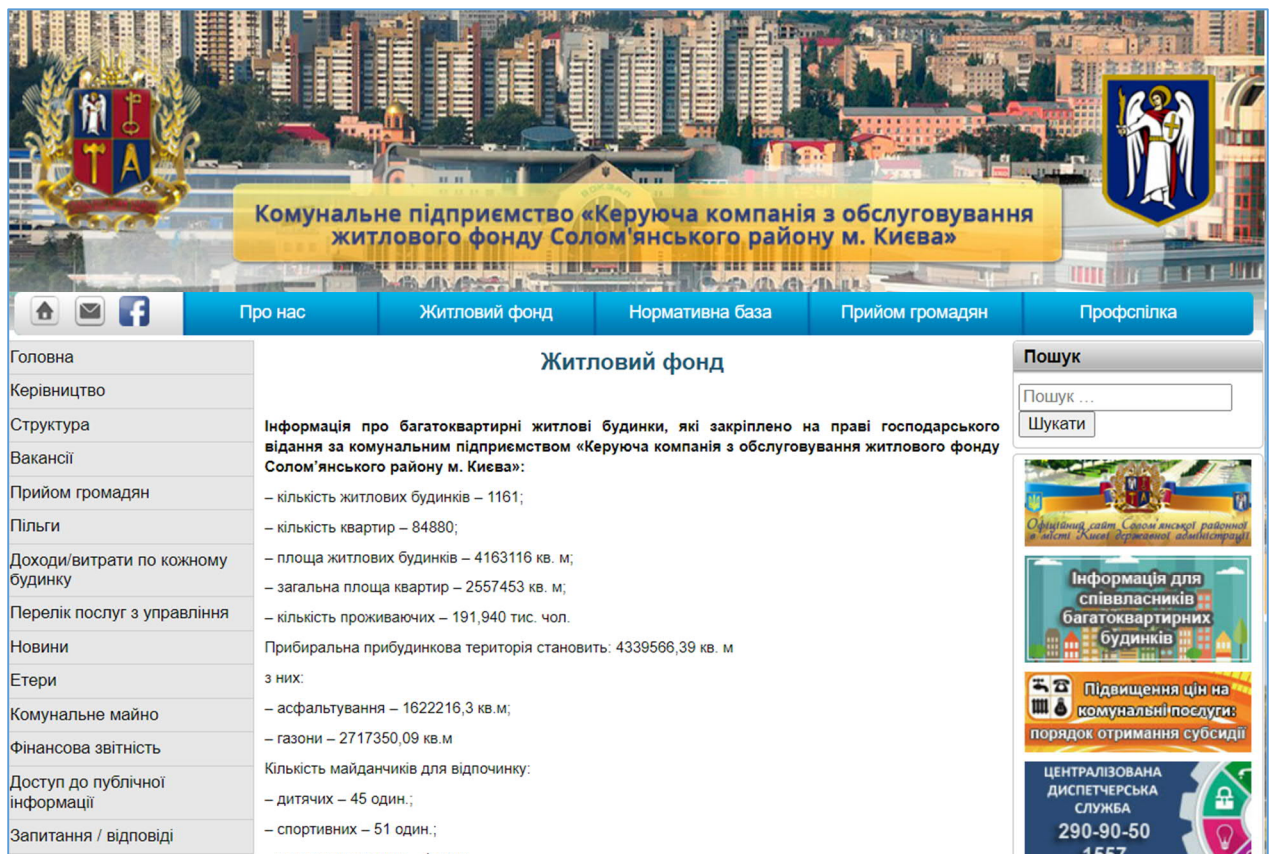 ВОКЗАЛ
Комунальне підприємство «Керуюча компанія з обслуговування
житлового фонду Солом'янського району м. Києва»
Про нас
Житловий фонд
Нормативна база
Прийом громадян
Профспілка
Головна
Керівництво
Структура
Вакансії
Прийом громадян
Пільги
Доходи/витрати по кожному
будинку
Перелік послуг з управління
Новини
Етери
Комунальне майно
Фінансова звітність
Доступ до публічної
інформації
Запитання / відповіді
Житловий фонд
Інформація про багатоквартирні житлові будинки, які закріплено на праві господарського
відання за комунальним підприємством «Керуюча компанія з обслуговування житлового фонду
Солом’янського району м. Києва»:
– кількість житлових будинків – 1161;
– кількість квартир – 84880;
– площа житлових будинків – 4163116 кв. м;
– загальна площа квартир – 2557453 кв. м;
– кількість проживаючих – 191,940 тис. чол.
Прибиральна прибудинкова територія становить: 4339566,39 кв. м
з них:
– асфальтування – 1622216,3 кв.м;
– газони – 2717350,09 кв.м
Кількість майданчиків для відпочинку:
– дитячих – 45 один.;
– спортивних – 51 один.;
Пошук
Пошук …
Шукати
Офіційний сайт Солом'янської районної
в місті Києві державної адміністрації
Інформація для
співвласників
багатоквартирних
будинків
Підвищення цін на
комунальні послуги:
порядок отримання субсидії
ЦЕНТРАЛІЗОВАНА
ДИСПЕТЧЕРСЬКА
СЛУЖБА
290-90-50
1557